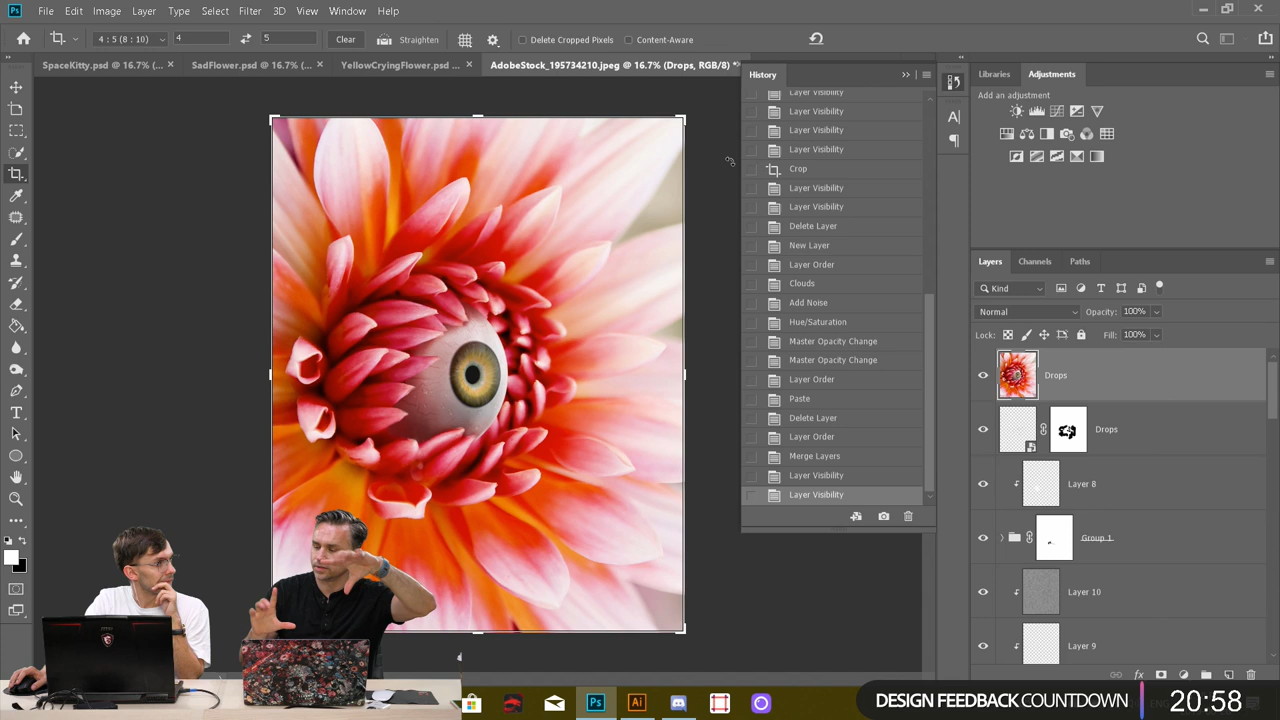 Ps File Edit Image Layer Type Select Filter 3D View Window Help
4 : 5 (8 : 10) 4 5 Clear Straighten Delete Cropped Pixels Content-Aware
SpaceKitty.psd @ 16.7% (... × SadFlower.psd @ 16.7% (... × YellowCryingFlower.psd ... × AdobeStock_195734210.jpeg @ 16.7% (Drops, RGB/8) *
History
Layer Visibility
Layer Visibility
Layer Visibility
Layer Visibility
Crop
Layer Visibility
Layer Visibility
Delete Layer
New Layer
Layer Order
Clouds
Add Noise
Hue/Saturation
Master Opacity Change
Master Opacity Change
Layer Order
Paste
Delete Layer
Layer Order
Merge Layers
Layer Visibility
Layer Visibility
Libraries Adjustments
Add an adjustment
Layers Channels Paths
Kind
Normal Opacity: 100%
Lock: Fill: 100%
Drops
Drops
Layer 8
Group 1
Layer 10
Layer 9
fx
Ps Ai
DESIGN FEEDBACK COUNTDOWN 20:58